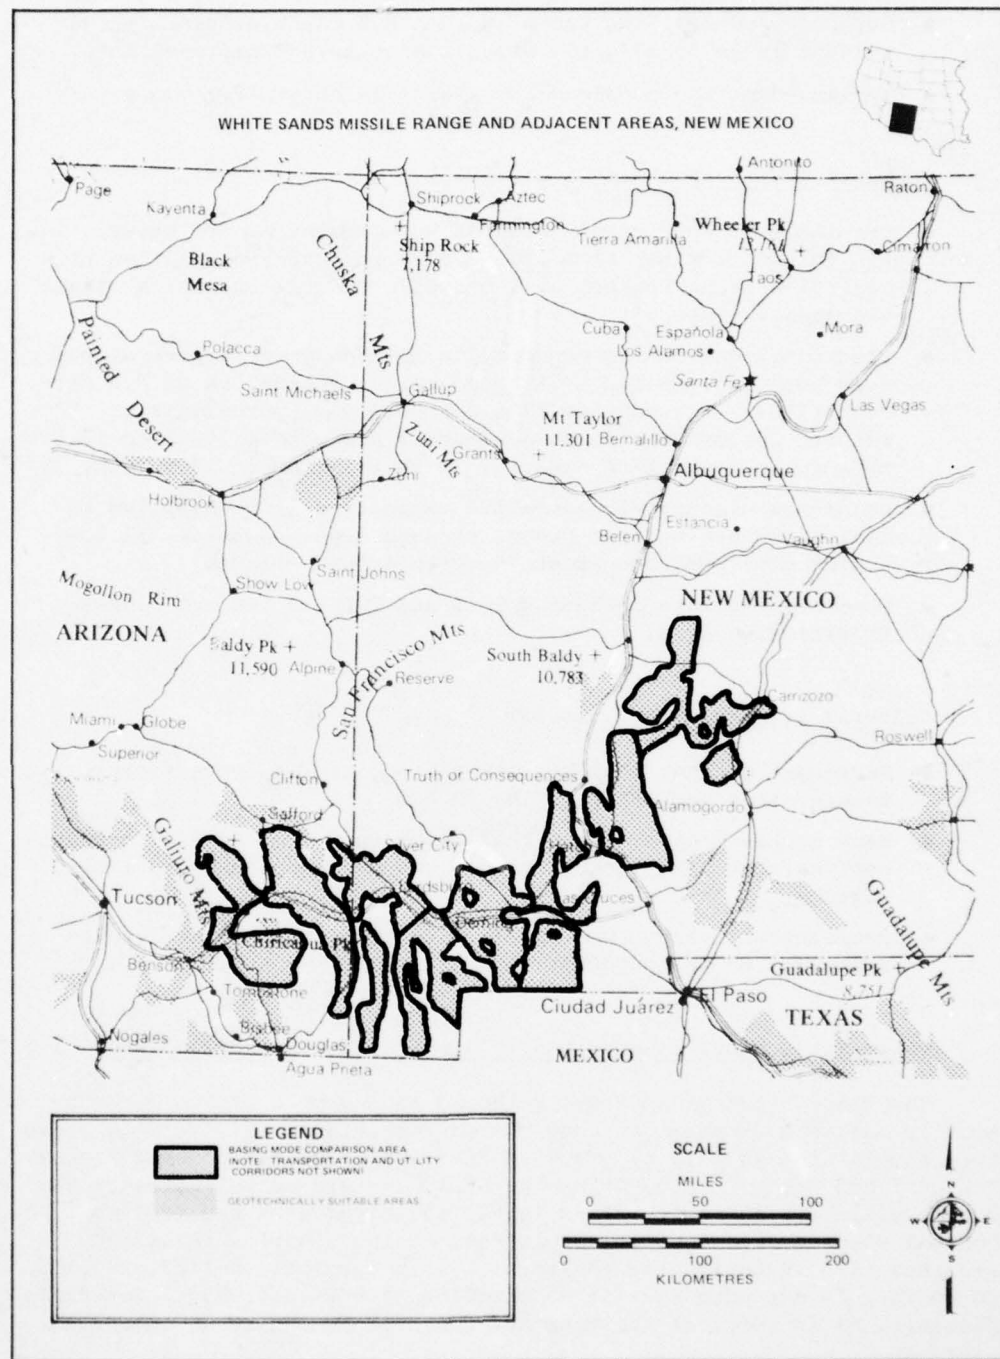 WHITE SANDS MISSILE RANGE AND ADJACENT AREAS, NEW MEXICO
Antonito
Page
Raton
Shiprock
Aztec
Kayenta
Farmington
Wheeler Pk
13,161
Tierra Amarilla
Cimarron
Ship Rock
7,178
Chuska
Mts
Black
Mesa
Taos
Painted
Desert
Cuba
Española
Mora
Polacca
Los Alamos
Saint Michaels
Gallup
Santa Fe
Las Vegas
Mt Taylor
11,301
Bernalillo
Zuni Mts
Grants
Zuni
Albuquerque
Holbrook
Estancia
Belen
Vaughn
Saint Johns
Show Low
Mogollon Rim
NEW MEXICO
ARIZONA
San Francisco Mts
Baldy Pk
11,590
Alpine
South Baldy
10,783
Reserve
Carrizozo
Miami
Globe
Superior
Roswell
Clifton
Truth or Consequences
Alamogordo
Safford
Galiuro Mts
Silver City
Tucson
Deming
Guadalupe Mts
Chiricahua Pk
Benson
Guadalupe Pk
8,751
Tombstone
Ciudad Juárez
El Paso
TEXAS
Nogales
Bisbee
Douglas
MEXICO
Agua Prieta
LEGEND
BASING MODE COMPARISON AREA
(NOTE TRANSPORTATION AND UT LITY
CORRIDORS NOT SHOWN)
GEOTECHNICALLY SUITABLE AREAS
SCALE
MILES
0 50 100
0 100 200
KILOMETRES
N
W E
S